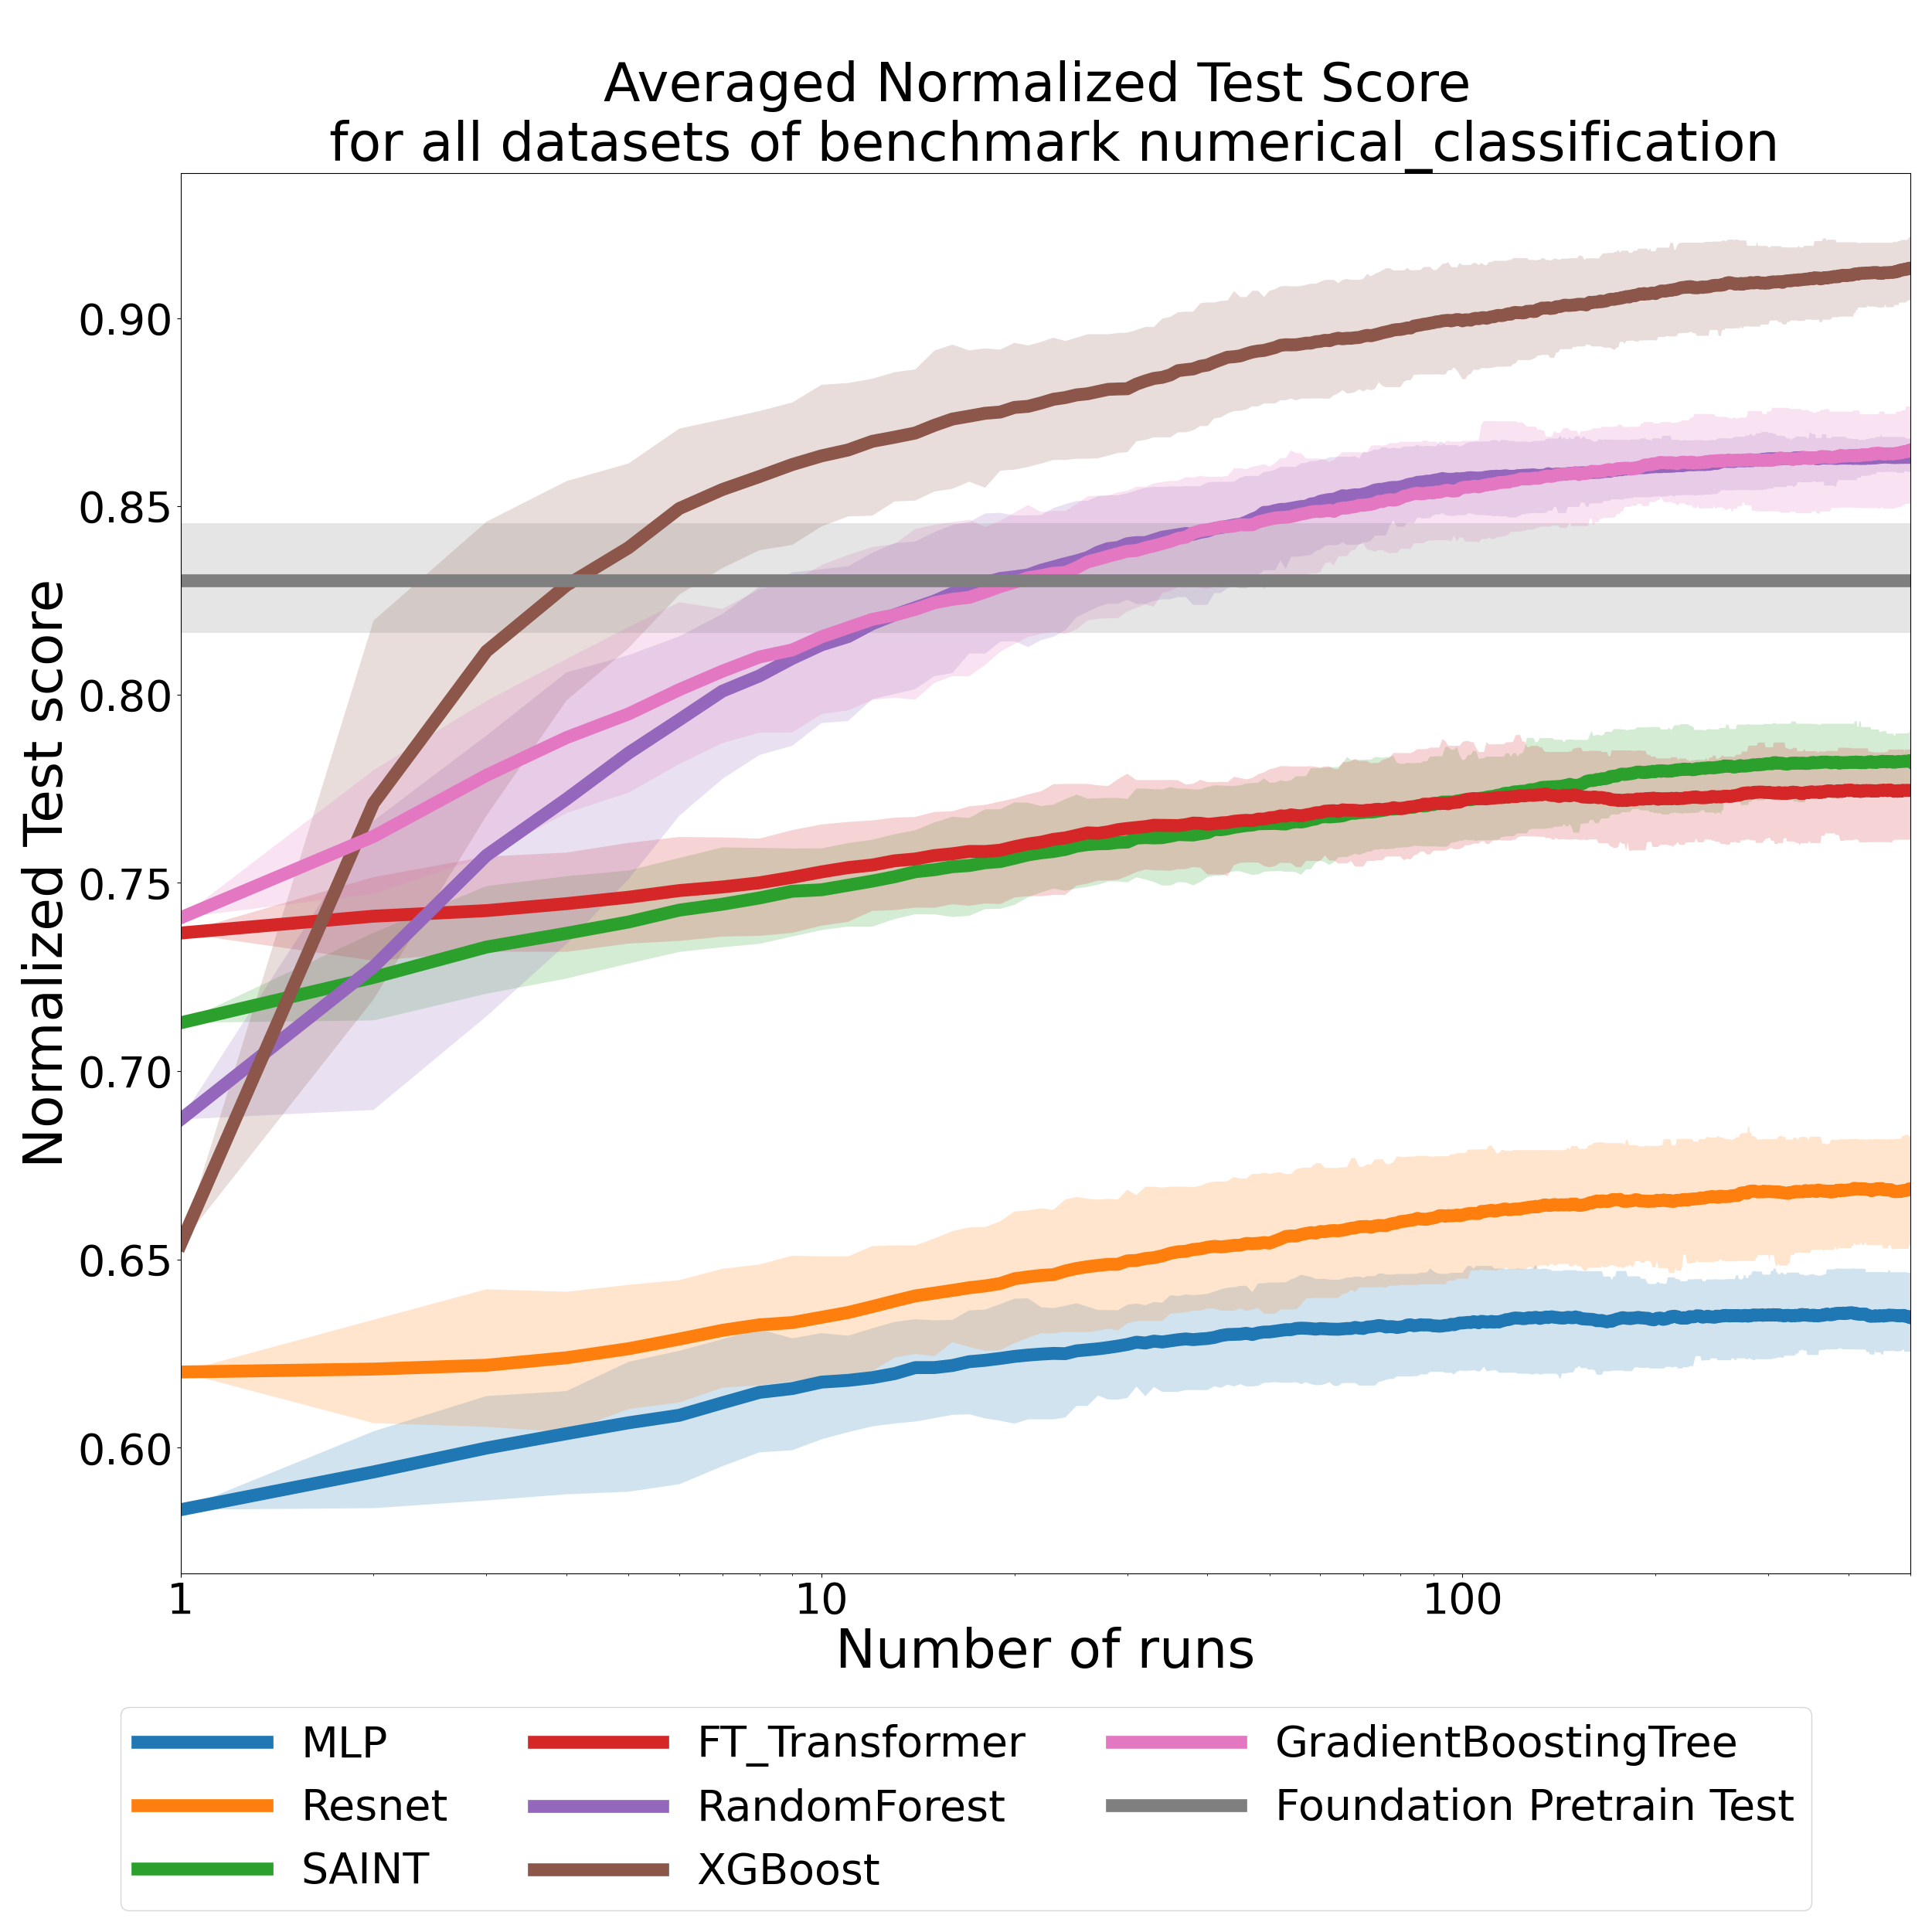 Averaged Normalized Test Score
for all datasets of benchmark numerical_classification
Normalized Test score
0.90
0.85
0.80
0.75
0.70
0.65
0.60
1
10
100
Number of runs
MLP
Resnet
SAINT
FT_Transformer
RandomForest
XGBoost
GradientBoostingTree
Foundation Pretrain Test